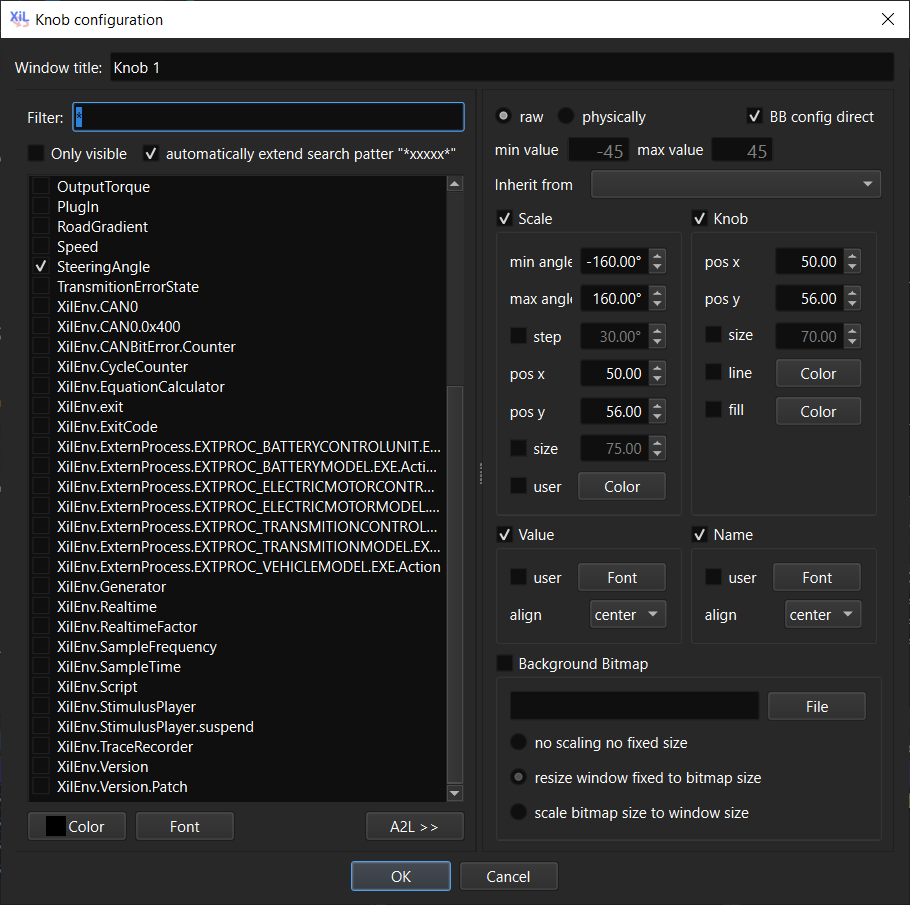 XiL Knob configuration
Window title: Knob 1
Filter: *
Only visible automatically extend search patter "*xxxxx*"
OutputTorque
PlugIn
RoadGradient
Speed
SteeringAngle
TransmitionErrorState
XilEnv.CAN0
XilEnv.CAN0.0x400
XilEnv.CANBitError.Counter
XilEnv.CycleCounter
XilEnv.EquationCalculator
XilEnv.exit
XilEnv.ExitCode
XilEnv.ExternProcess.EXTPROC_BATTERYCONTROLUNIT.E...
XilEnv.ExternProcess.EXTPROC_BATTERYMODEL.EXE.Acti...
XilEnv.ExternProcess.EXTPROC_ELECTRICMOTORCONTR...
XilEnv.ExternProcess.EXTPROC_ELECTRICMOTORMODEL....
XilEnv.ExternProcess.EXTPROC_TRANSMITIONCONTROL...
XilEnv.ExternProcess.EXTPROC_TRANSMITIONMODEL.EX...
XilEnv.ExternProcess.EXTPROC_VEHICLEMODEL.EXE.Action
XilEnv.Generator
XilEnv.Realtime
XilEnv.RealtimeFactor
XilEnv.SampleFrequency
XilEnv.SampleTime
XilEnv.Script
XilEnv.StimulusPlayer
XilEnv.StimulusPlayer.suspend
XilEnv.TraceRecorder
XilEnv.Version
XilEnv.Version.Patch
Color Font A2L >>
raw physically BB config direct
min value -45 max value 45
Inherit from
Scale
min angle -160.00°
max angl 160.00°
step 30.00°
pos x 50.00
pos y 56.00
size 75.00
user Color
Knob
pos x 50.00
pos y 56.00
size 70.00
line Color
fill Color
Value
user Font
align center
Name
user Font
align center
Background Bitmap
File
no scaling no fixed size
resize window fixed to bitmap size
scale bitmap size to window size
OK Cancel